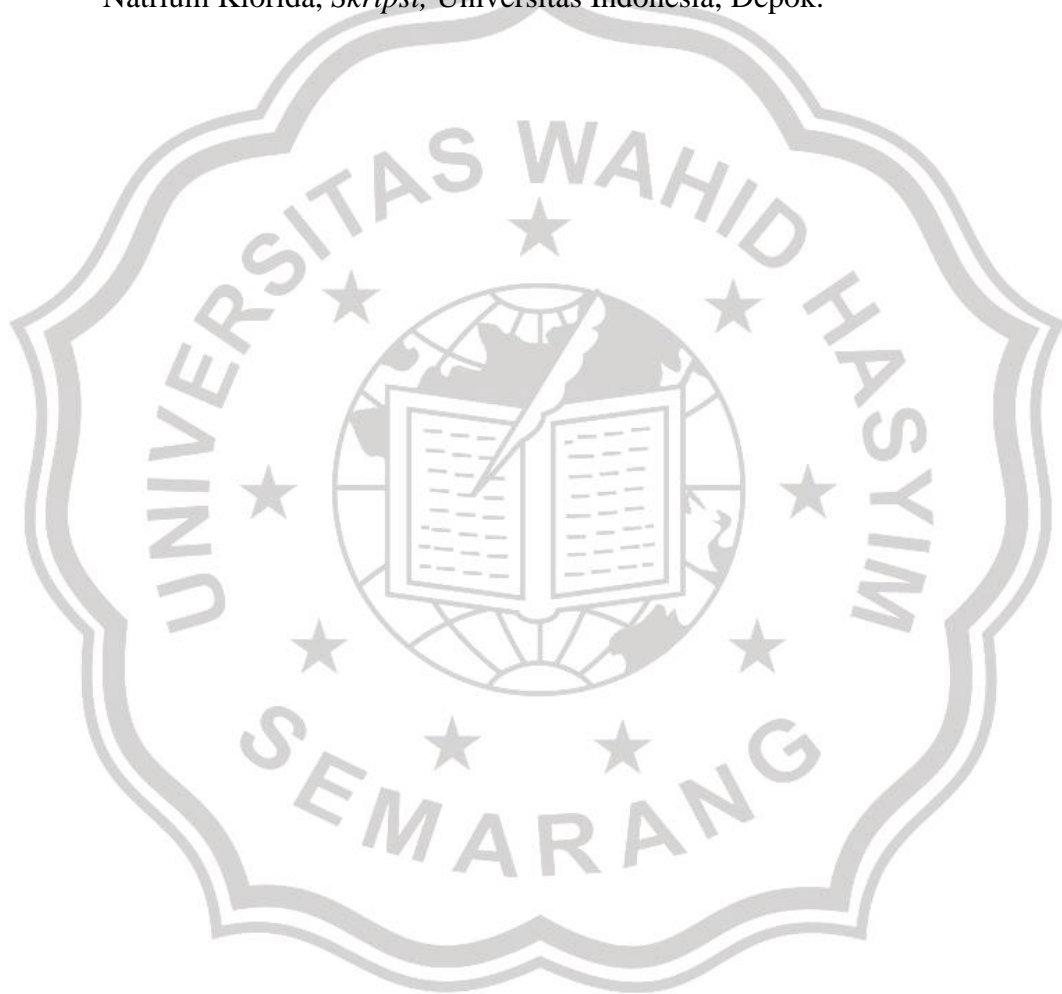 Natrium Klorida, Skripsi, Universitas Indonesia, Depok.
UNIVERSITAS WAHID HASYIM
SEMARANG